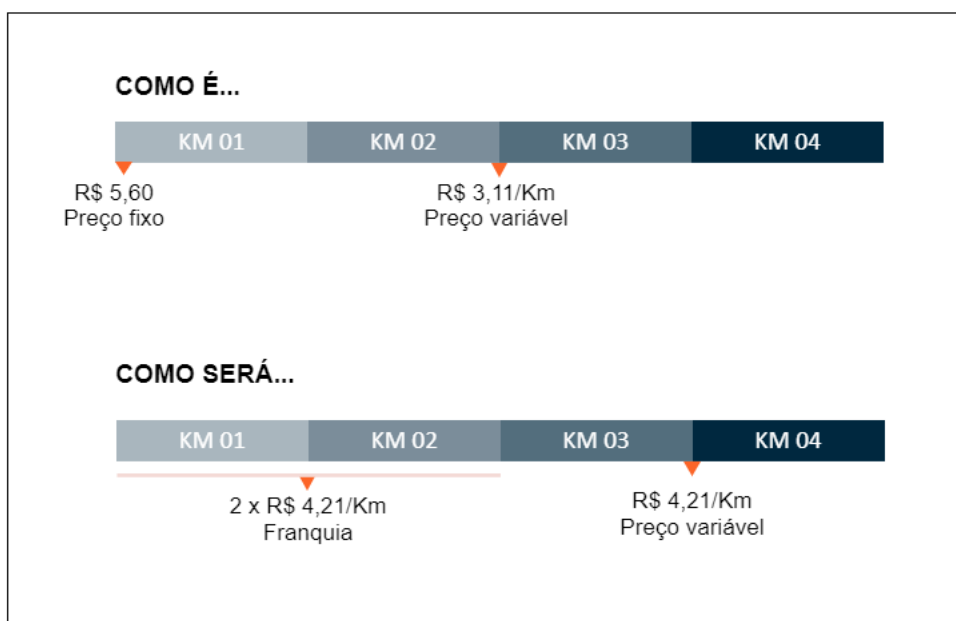 COMO É...
KM 01 KM 02 KM 03 KM 04
R$ 5,60 R$ 3,11/Km
Preço fixo Preço variável
COMO SERÁ...
KM 01 KM 02 KM 03 KM 04
2 x R$ 4,21/Km R$ 4,21/Km
Franquia Preço variável